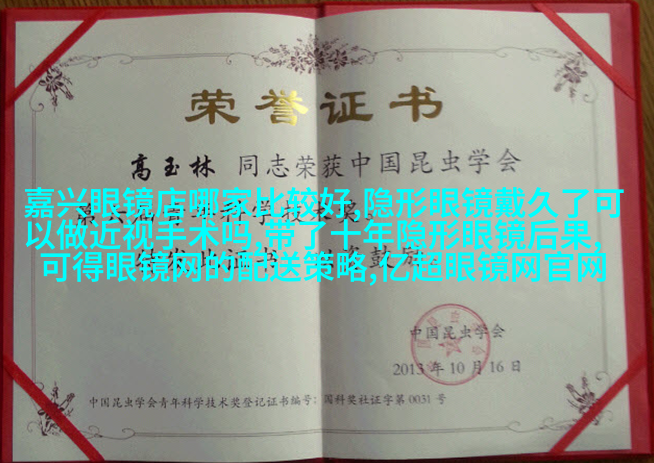 荣誉证书
高玉林 同志荣获中国昆虫学会
嘉兴眼镜店哪家比较好,隐形眼镜戴久了可
以做近视手术吗,带了十年隐形眼镜后果,
可得眼镜网的配送策略,亿超眼镜网官网
中国昆虫学会
2013年10月16日
中国昆虫学会青年科学技术奖登记证书编号：国科奖社证字第0031号